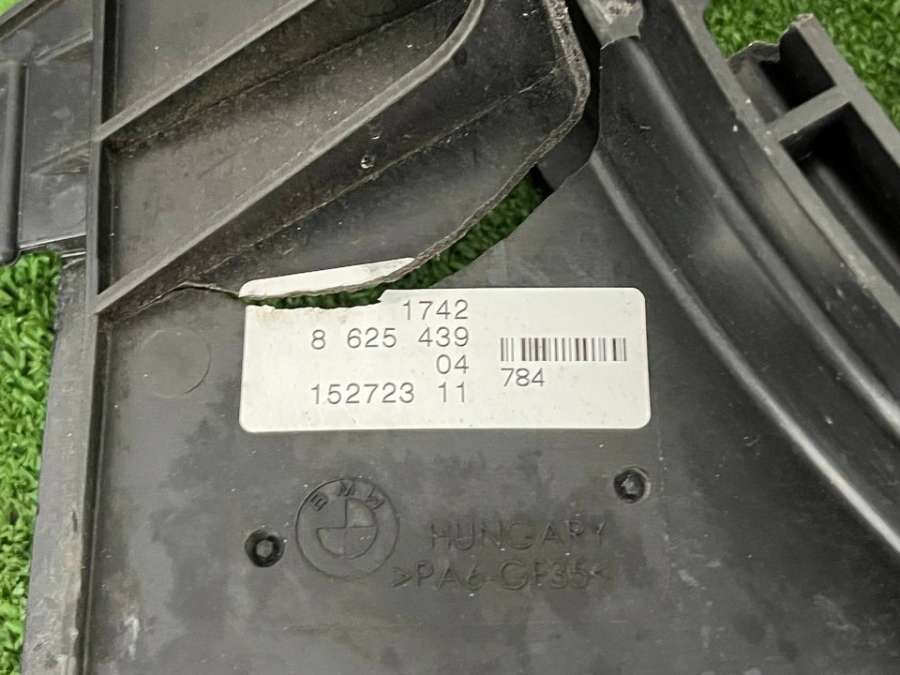 1742
8 625 439
04
152723 11
784
BMW
HUNGARY
>PA6-GF35<